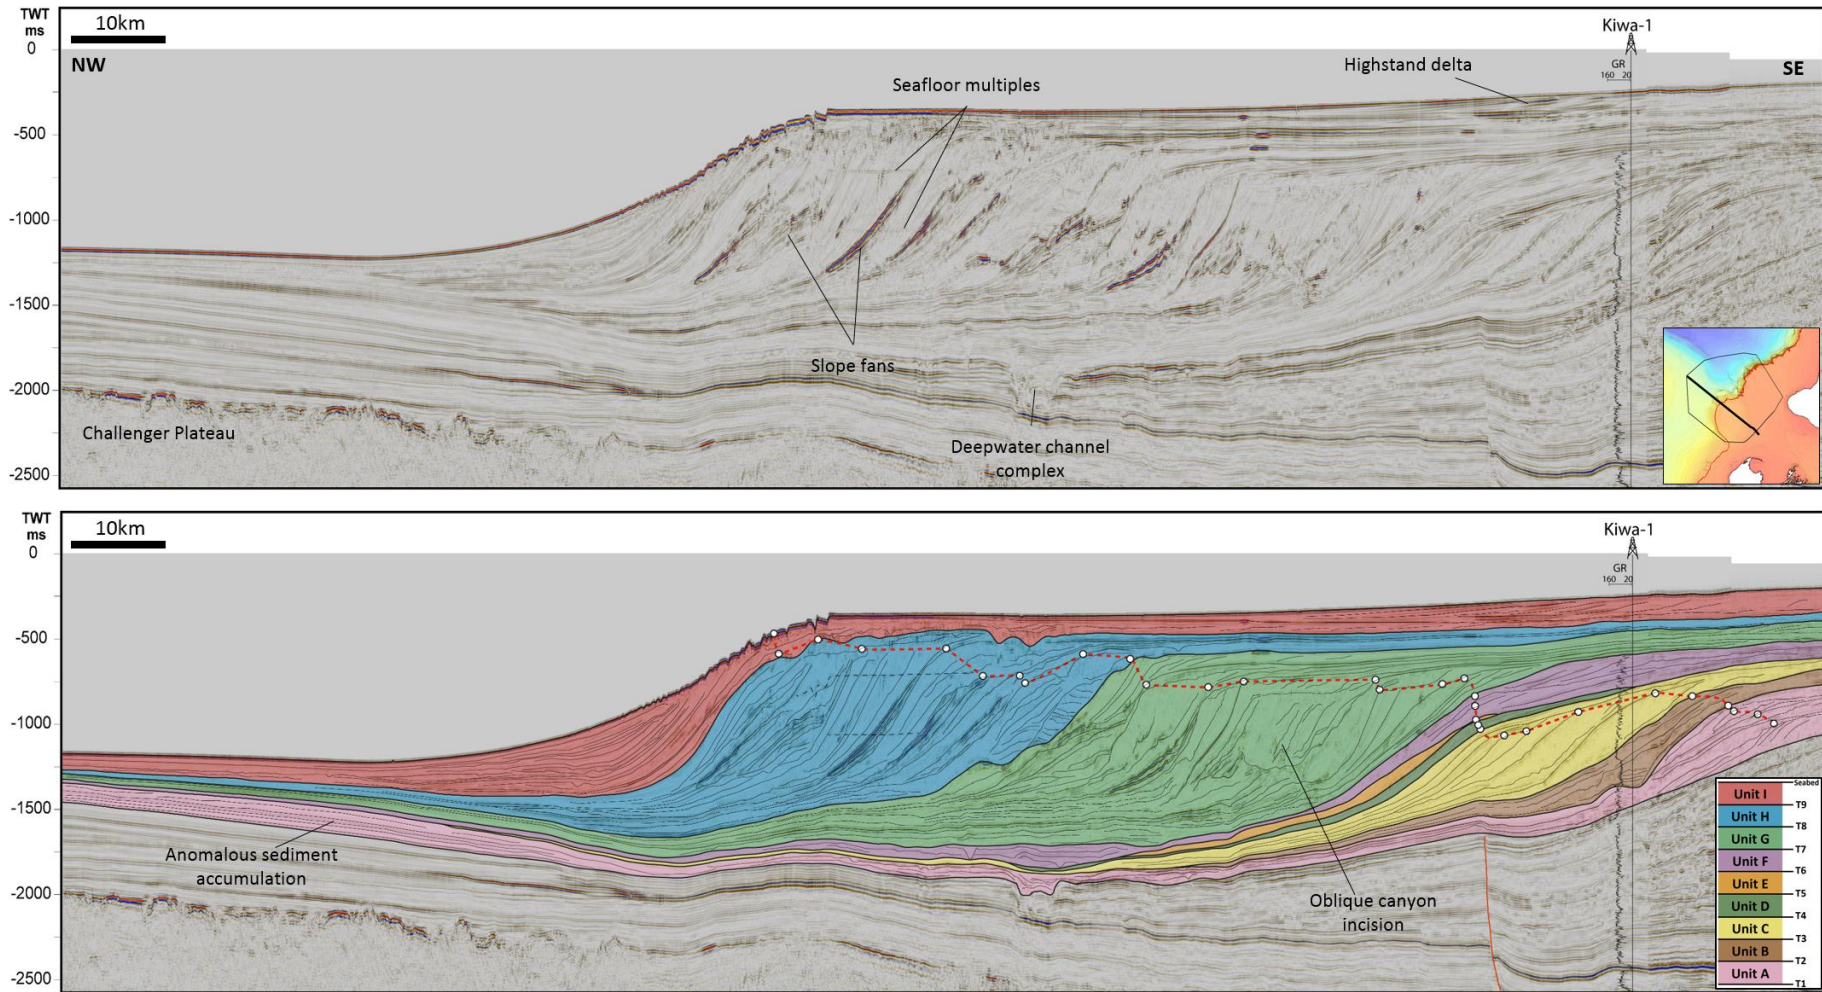 TWT
ms
10km
Kiwa-1
0
NW
GR
160 20
Highstand delta
SE
Seafloor multiples
-500
-1000
-1500
Slope fans
-2000
Challenger Plateau
Deepwater channel
complex
-2500
TWT
ms
10km
Kiwa-1
0
GR
160 20
-500
-1000
-1500
Anomalous sediment
accumulation
-2000
Oblique canyon
incision
-2500
Seabed
Unit I
T9
Unit H
T8
Unit G
T7
Unit F
T6
Unit E
T5
Unit D
T4
Unit C
T3
Unit B
T2
Unit A
T1